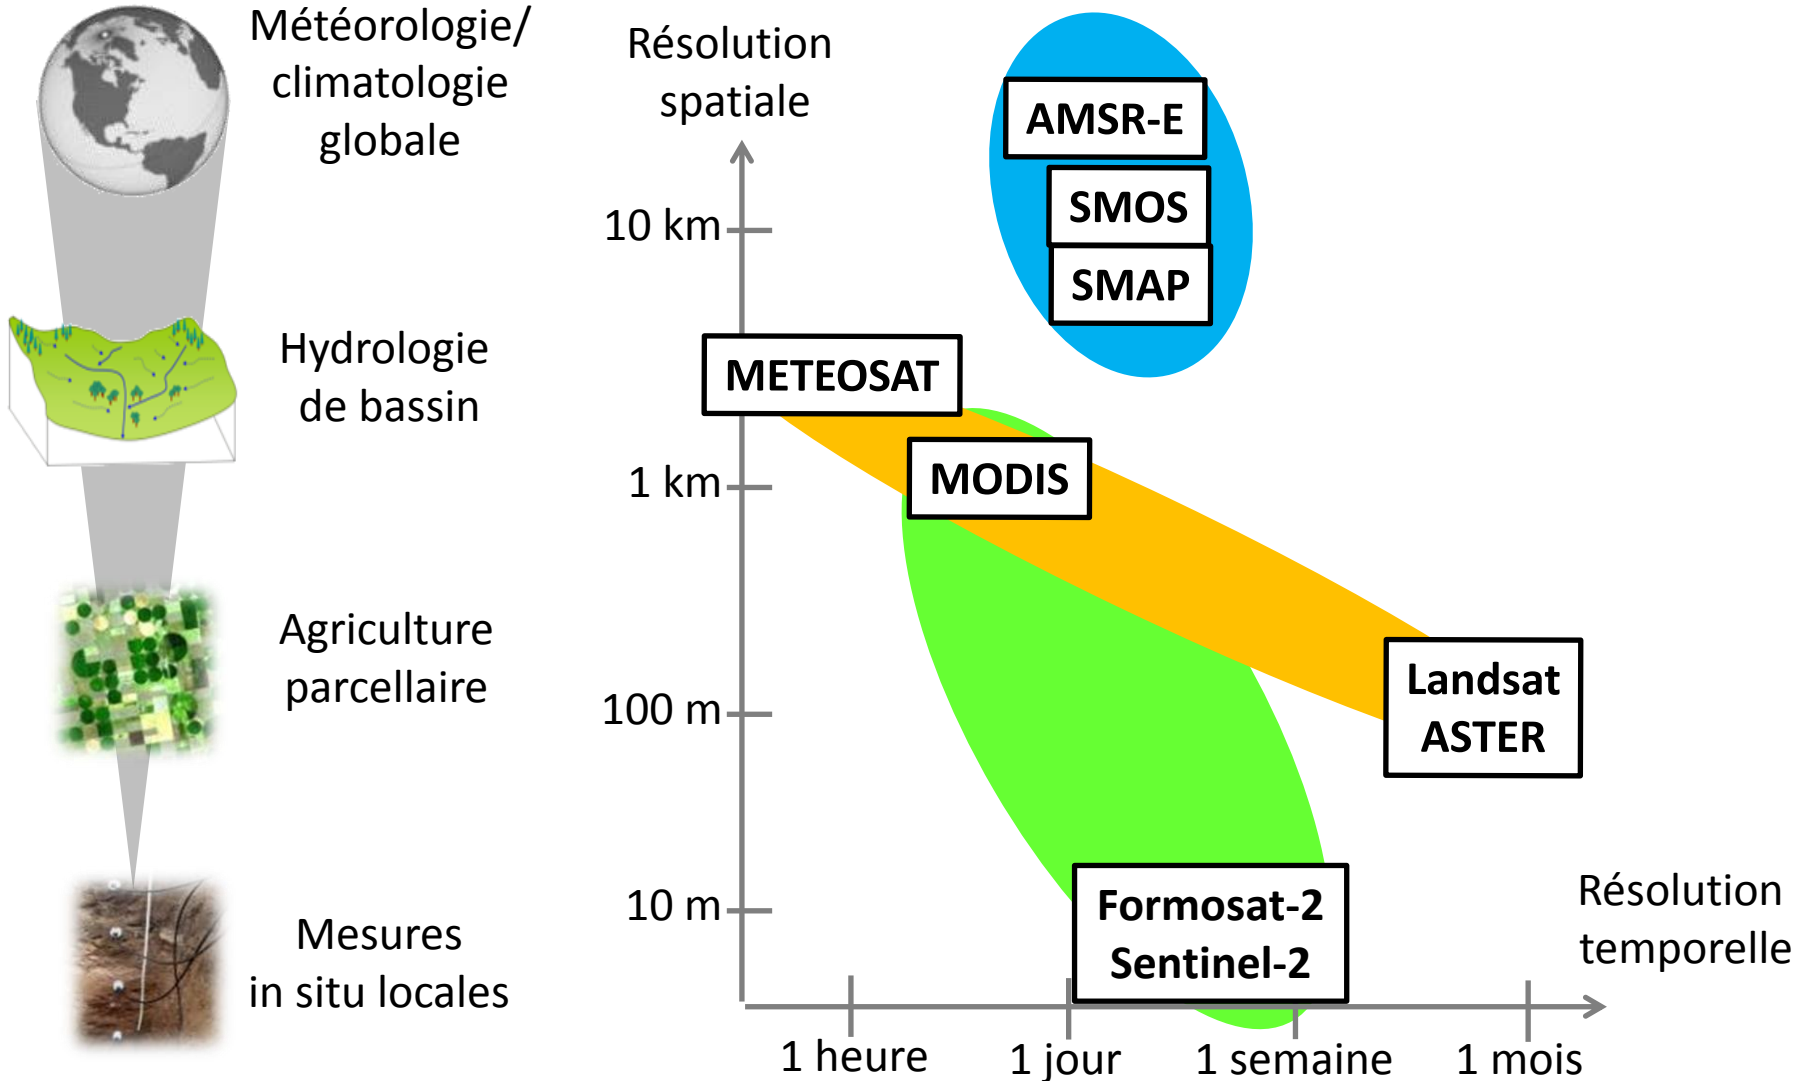 Météorologie/
climatologie
globale
Hydrologie
de bassin
Agriculture
parcellaire
Mesures
in situ locales
Résolution
spatiale
10 km
1 km
100 m
10 m
AMSR-E
SMOS
SMAP
METEOSAT
MODIS
Landsat
ASTER
Formosat-2
Sentinel-2
Résolution
temporelle
1 heure
1 jour
1 semaine
1 mois